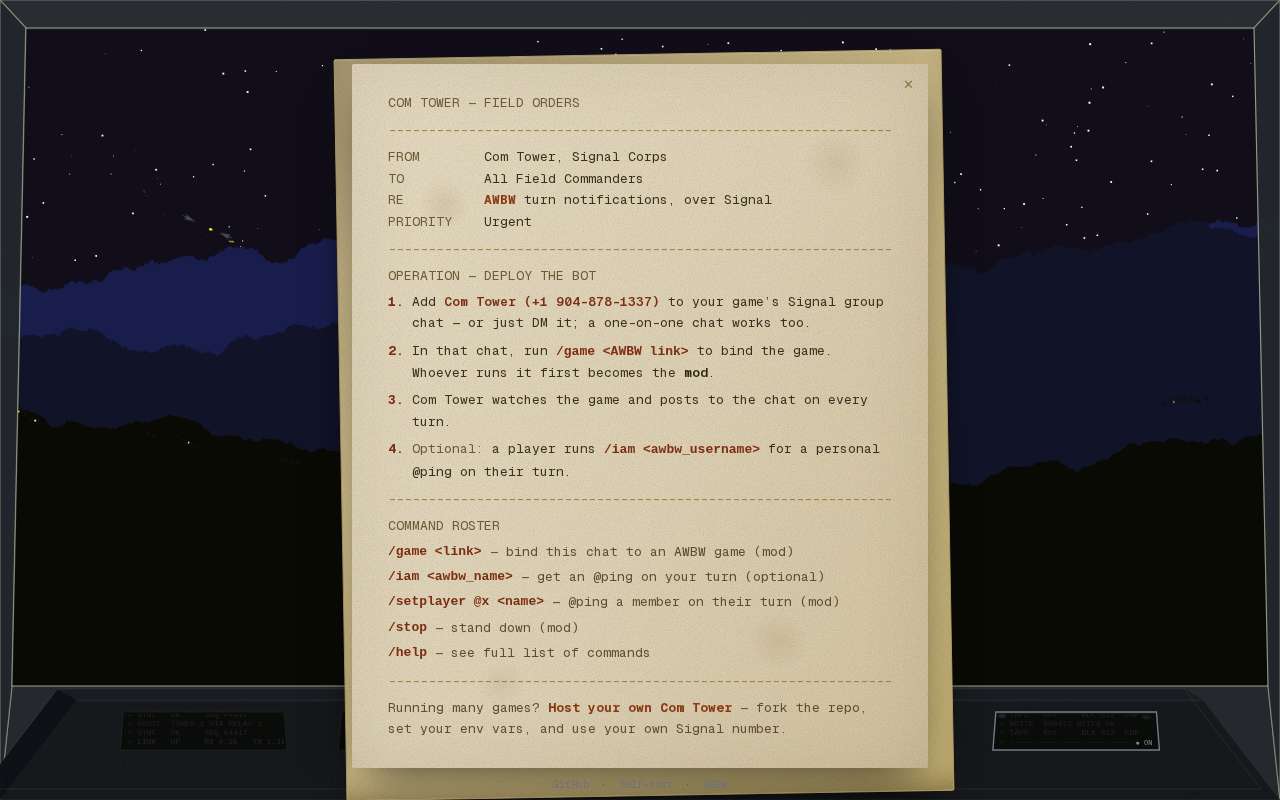 ×
COM TOWER — FIELD ORDERS
FROM Com Tower, Signal Corps
TO All Field Commanders
RE AWBW turn notifications, over Signal
PRIORITY Urgent
OPERATION — DEPLOY THE BOT
1. Add Com Tower (+1 904-878-1337) to your game's Signal group
chat — or just DM it; a one-on-one chat works too.
2. In that chat, run /game <AWBW link> to bind the game.
Whoever runs it first becomes the mod.
3. Com Tower watches the game and posts to the chat on every
turn.
4. Optional: a player runs /iam <awbw_username> for a personal
@ping on their turn.
COMMAND ROSTER
/game <link> — bind this chat to an AWBW game (mod)
/iam <awbw_name> — get an @ping on your turn (optional)
/setplayer @x <name> — @ping a member on their turn (mod)
/stop — stand down (mod)
/help — see full list of commands
Running many games? Host your own Com Tower — fork the repo,
set your env vars, and use your own Signal number.
ON
GitHub